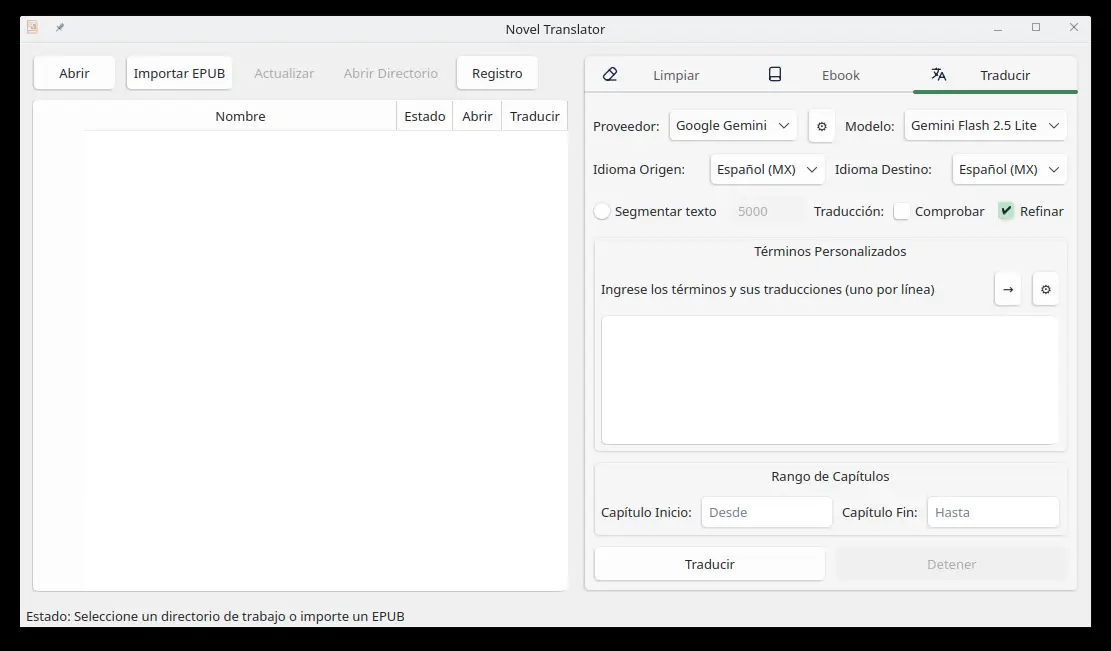 Novel Translator
Abrir Importar EPUB Actualizar Abrir Directorio Registro
Nombre Estado Abrir Traducir
Limpiar Ebook Traducir
Proveedor: Google Gemini Modelo: Gemini Flash 2.5 Lite
Idioma Origen: Español (MX) Idioma Destino: Español (MX)
Segmentar texto 5000 Traducción: Comprobar Refinar
Términos Personalizados
Ingrese los términos y sus traducciones (uno por línea) →
Rango de Capítulos
Capítulo Inicio: Desde Capítulo Fin: Hasta
Traducir Detener
Estado: Seleccione un directorio de trabajo o importe un EPUB